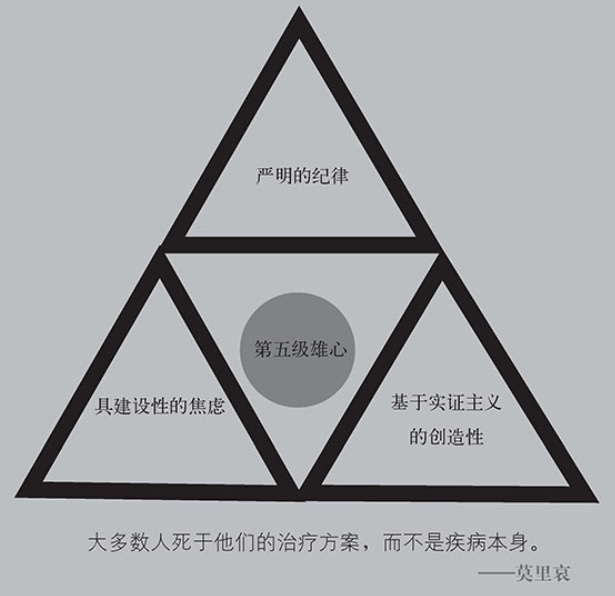 严明的纪律
第五级雄心
具建设性的焦虑
基于实证主义
的创造性
大多数人死于他们的治疗方案，而不是疾病本身。
——莫里哀